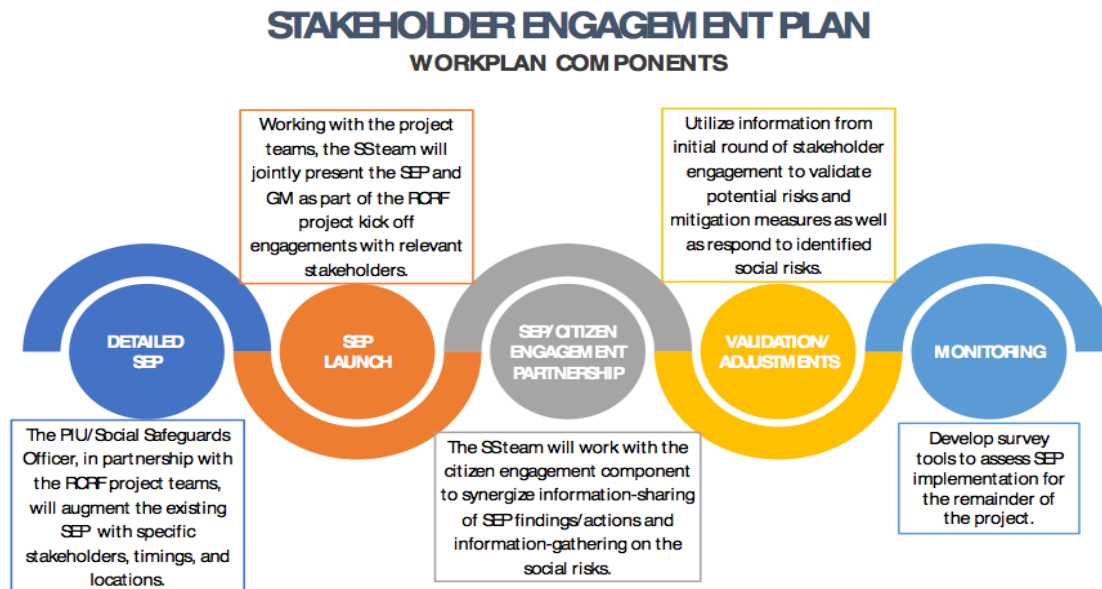 STAKEHOLDER ENGAGEMENT PLAN
WORKPLAN COMPONENTS
Working with the project
teams, the SS team will
jointly present the SEP and
GM as part of the RCRF
project kick off
engagements with relevant
stakeholders.
Utilize information from
initial round of stakeholder
engagement to validate
potential risks and
mitigation measures as well
as respond to identified
social risks.
DETAILED
SEP
SEP
LAUNCH
SEP/CITIZEN
ENGAGEMENT
PARTNERSHIP
VALIDATION/
ADJUSTMENTS
MONITORING
The PIU/Social Safeguards
Officer, in partnership with
the RCRF project teams,
will augment the existing
SEP with specific
stakeholders, timings, and
locations.
The SS team will work with the
citizen engagement component
to synergize information-sharing
of SEP findings/actions and
information-gathering on the
social risks.
Develop survey
tools to assess SEP
implementation for
the remainder of
the project.